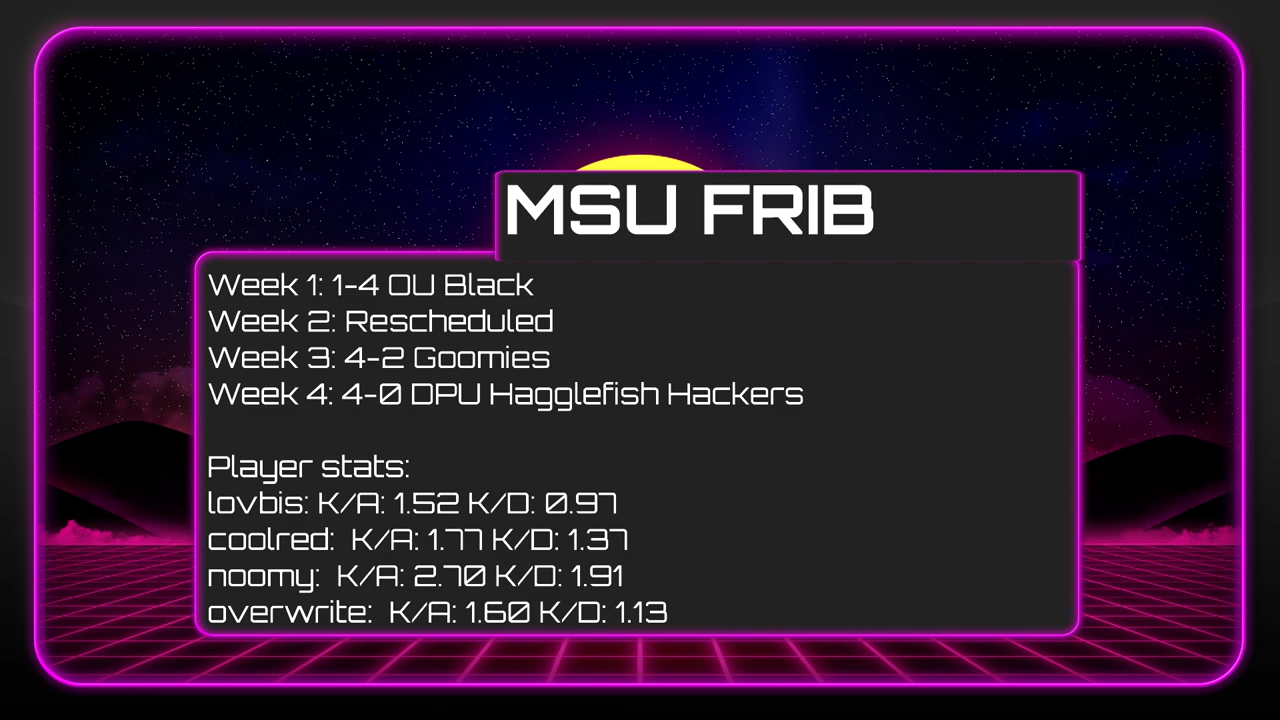 MSU FRIB
Week 1: 1-4 OU Black
Week 2: Rescheduled
Week 3: 4-2 Goomies
Week 4: 4-0 DPU Hagglefish Hackers
Player stats:
lovbis: K/A: 1.52 K/D: 0.97
coolred:  K/A: 1.77 K/D: 1.37
noomy:  K/A: 2.70 K/D: 1.91
overwrite:  K/A: 1.60 K/D: 1.13